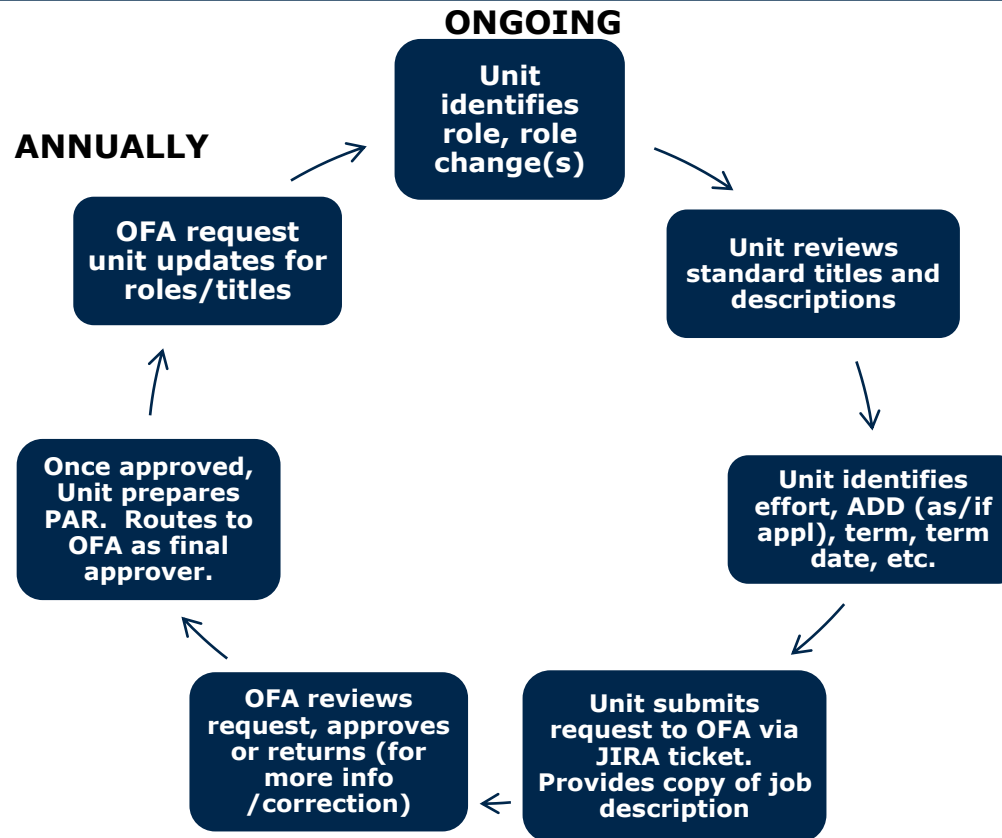 ONGOING
Unit
identifies
role, role
change(s)
ANNUALLY
OFA request
unit updates for
roles/titles
Unit reviews
standard titles and
descriptions
Once approved,
Unit prepares
PAR.  Routes to
OFA as final
approver.
Unit identifies
effort, ADD (as/if
appl), term, term
date, etc.
OFA reviews
request, approves
or returns (for
more info
/correction)
Unit submits
request to OFA via
JIRA ticket.
Provides copy of job
description